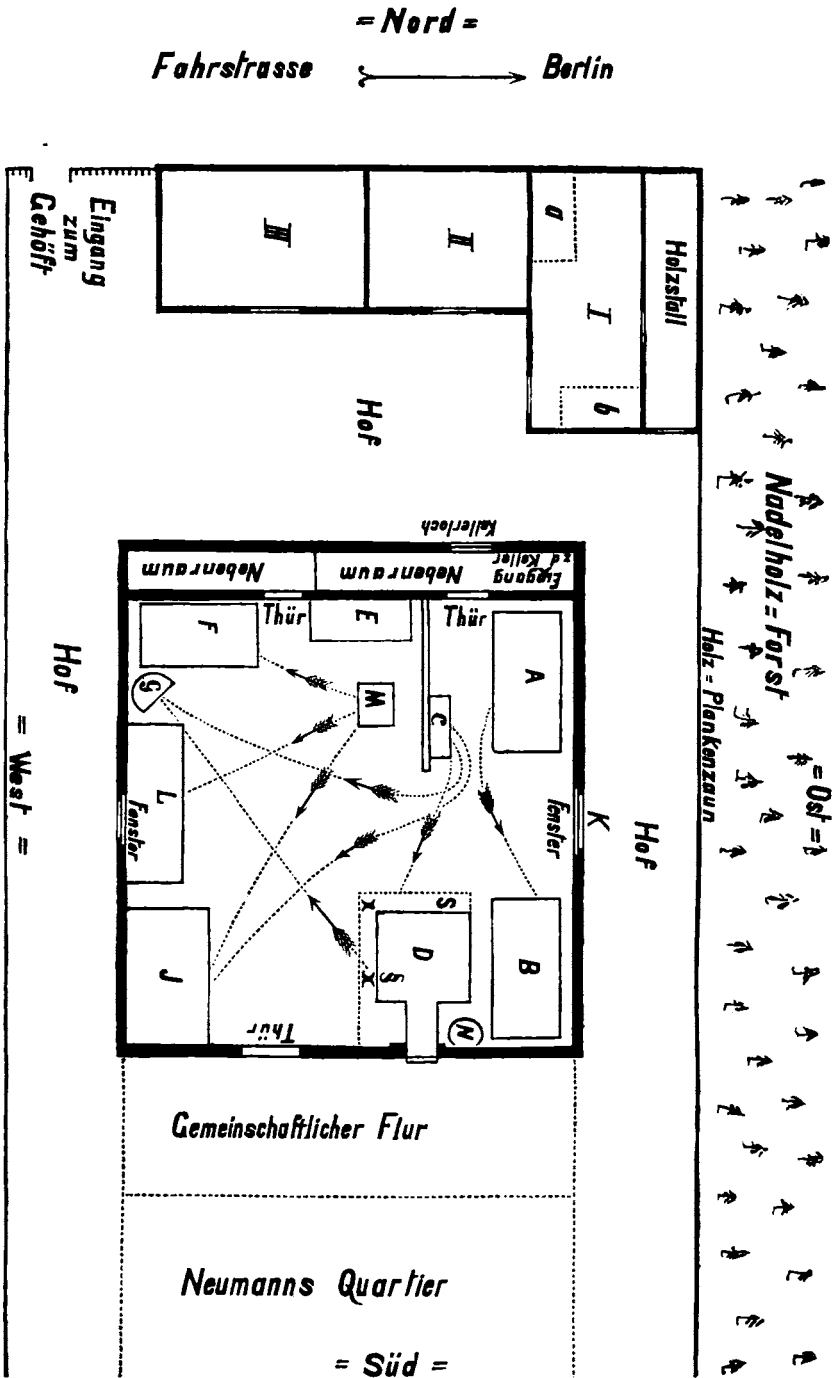 = Nord =
Fahrstrasse Berlin
Eingang
zum
Gehöft
III
II
a
I
b
Holzstall
Hof
Nadelholz = Forst
= Ost =
Holz = Plankenzaun
Kellerloch
Nebenraum
Nebenraum
Eingang
z d Keller
Thür
Thür
F
E
A
G
M
C
Hof
L
Fenster
Fenster
K
Hof
= West =
J
x
S
D
B
x
N
Thür
Gemeinschaftlicher Flur
Neumanns Quartier
= Süd =